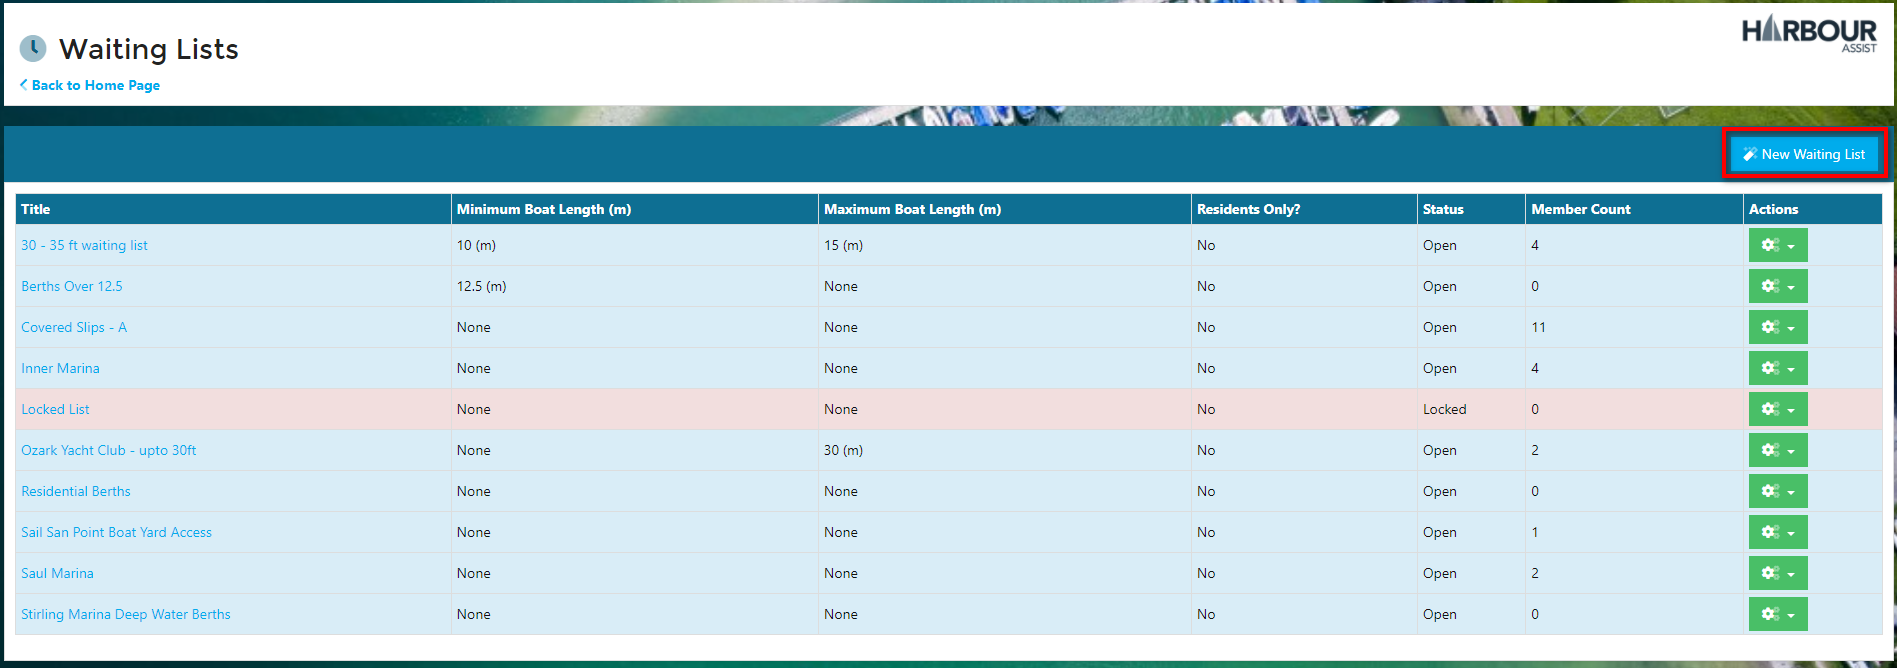 Waiting Lists
HARBOUR
ASSIST
Back to Home Page
New Waiting List
Title Minimum Boat Length (m) Maximum Boat Length (m) Residents Only? Status Member Count Actions
30 - 35 ft waiting list 10 (m) 15 (m) No Open 4
Berths Over 12.5 12.5 (m) None No Open 0
Covered Slips - A None None No Open 11
Inner Marina None None No Open 4
Locked List None None No Locked 0
Ozark Yacht Club - upto 30ft None 30 (m) No Open 2
Residential Berths None None No Open 0
Sail San Point Boat Yard Access None None No Open 1
Saul Marina None None No Open 2
Stirling Marina Deep Water Berths None None No Open 0